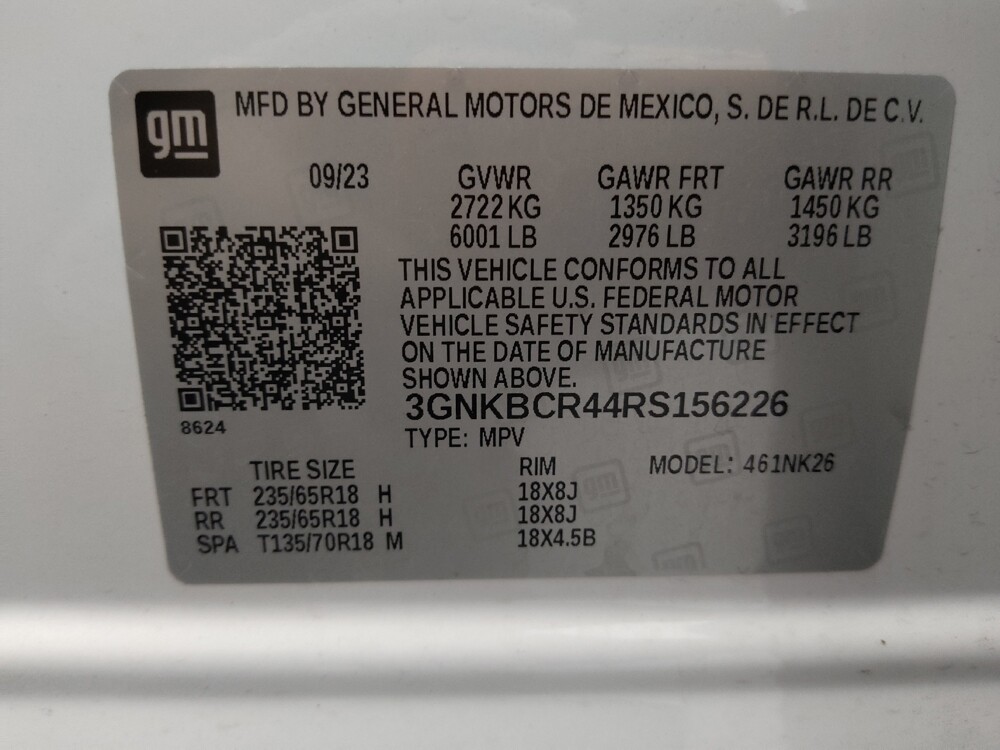 gm
MFD BY GENERAL MOTORS DE MEXICO, S. DE R.L. DE C.V.
09/23 GVWR GAWR FRT GAWR RR
2722 KG 1350 KG 1450 KG
6001 LB 2976 LB 3196 LB
THIS VEHICLE CONFORMS TO ALL
APPLICABLE U.S. FEDERAL MOTOR
VEHICLE SAFETY STANDARDS IN EFFECT
ON THE DATE OF MANUFACTURE
SHOWN ABOVE.
3GNKBCR44RS156226
8624
TYPE: MPV
TIRE SIZE RIM MODEL: 461NK26
FRT 235/65R18 H 18X8J
RR 235/65R18 H 18X8J
SPA T135/70R18 M 18X4.5B